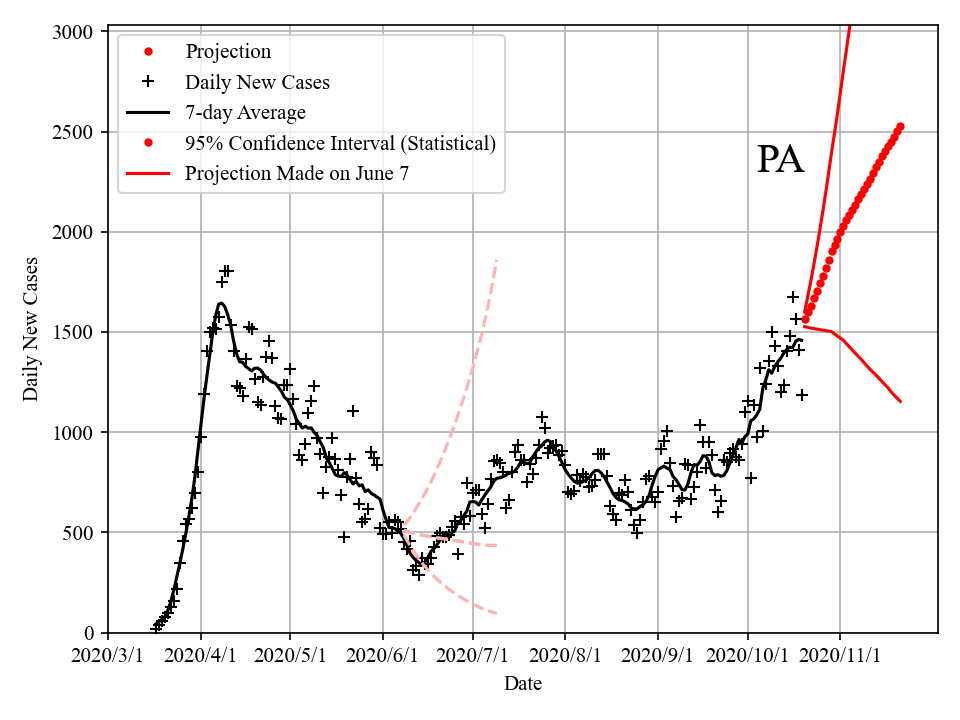 3000
2500
2000
1500
1000
500
0
Daily New Cases
Projection
Daily New Cases
7-day Average
95% Confidence Interval (Statistical)
Projection Made on June 7
PA
2020/3/1 2020/4/1 2020/5/1 2020/6/1 2020/7/1 2020/8/1 2020/9/1 2020/10/1 2020/11/1
Date